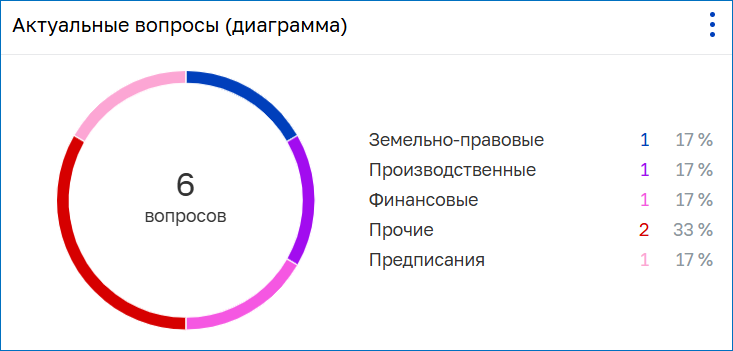 Актуальные вопросы (диаграмма)
6
вопросов
Земельно-правовые 1 17 %
Производственные 1 17 %
Финансовые 1 17 %
Прочие 2 33 %
Предписания 1 17 %